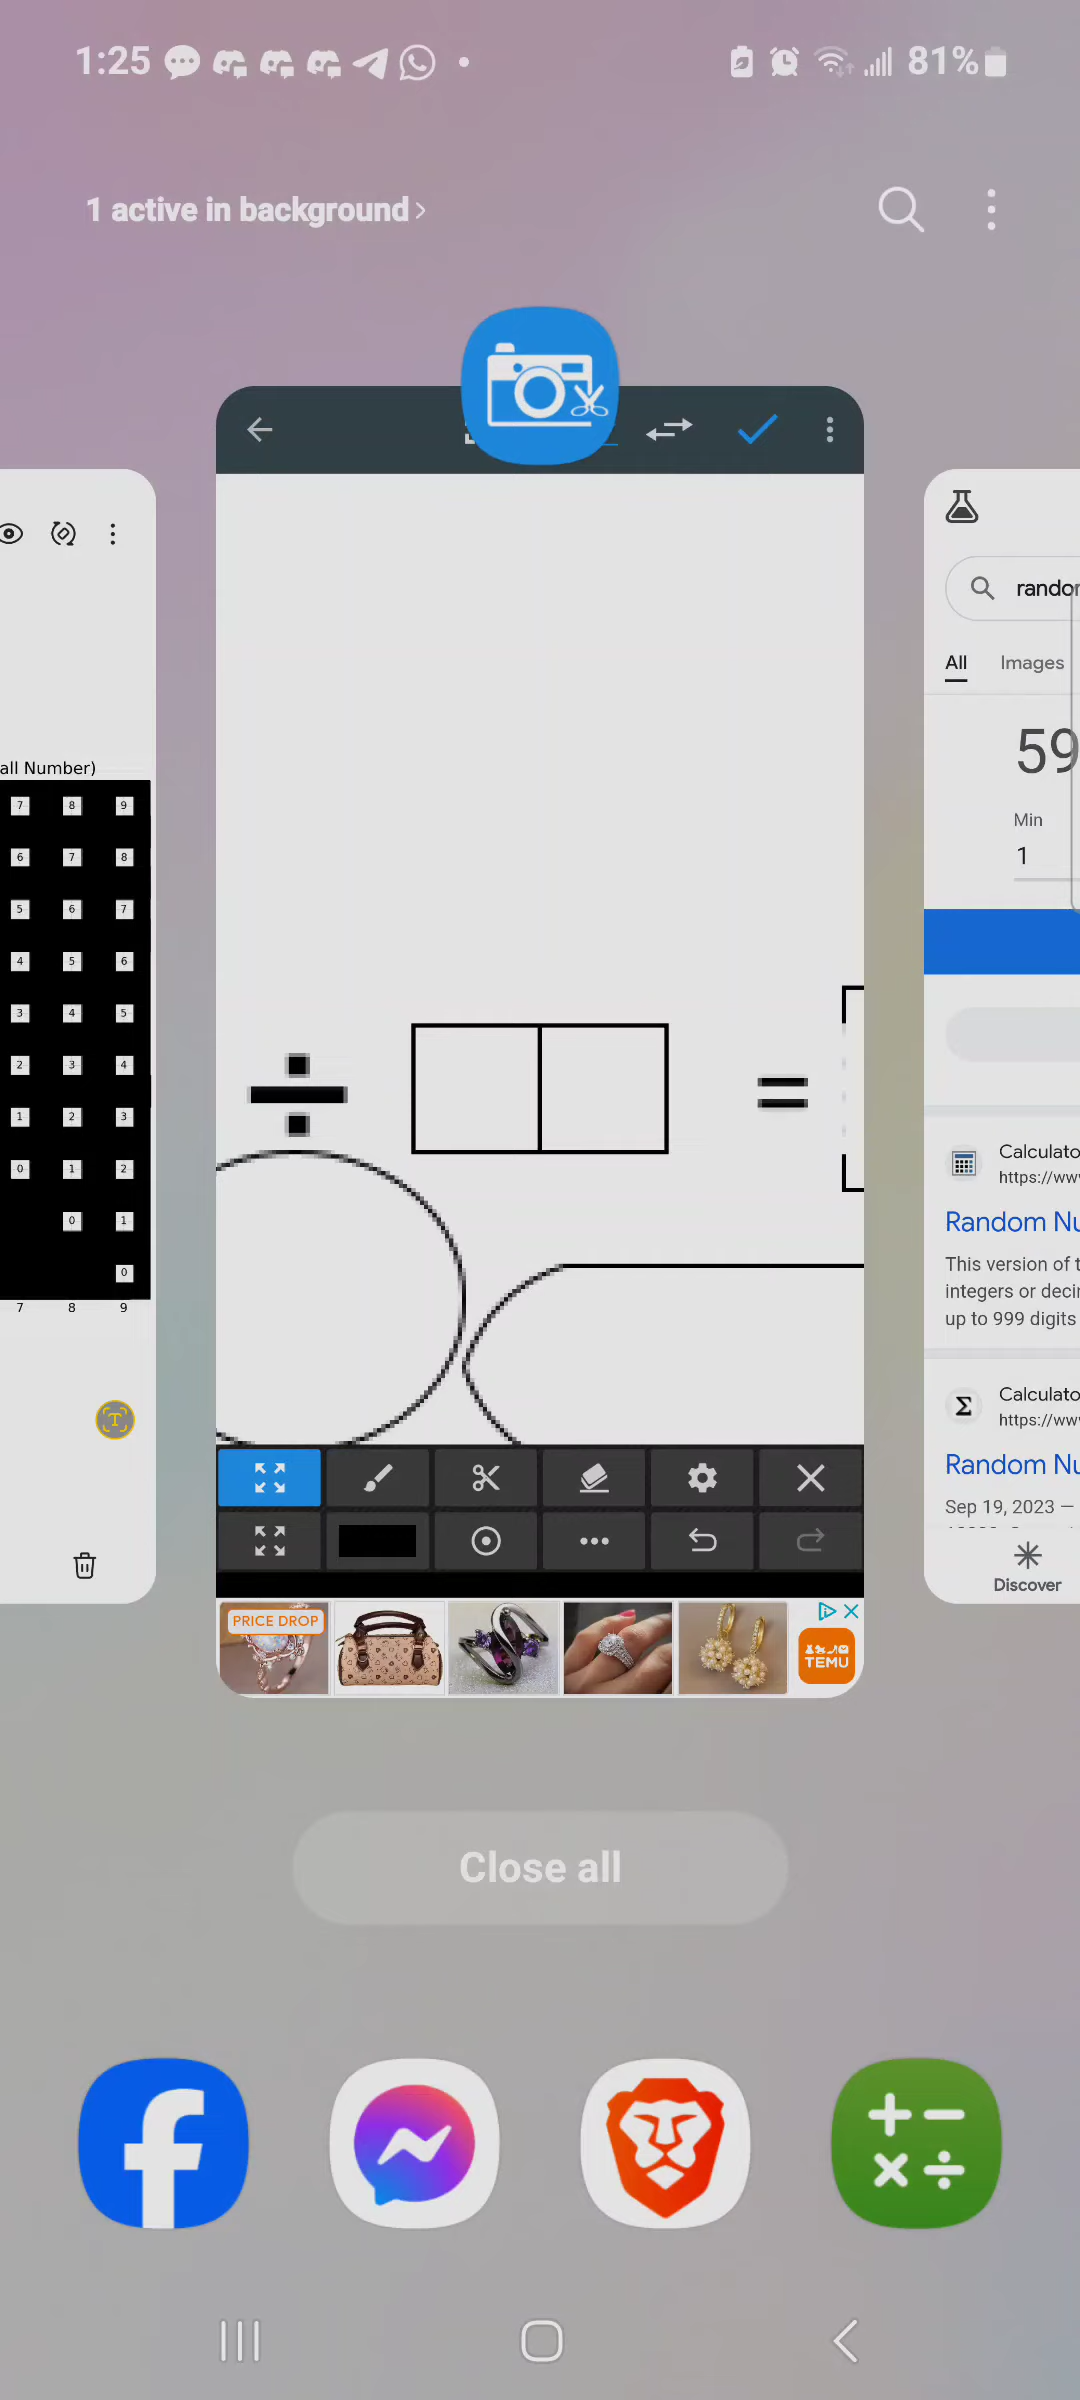 1:25
81%
1 active in background
all Number)
7 8 9
6 7 8
5 6 7
4 5 6
3 4 5
2 3 4
1 2 3
0 1 2
0 1
0
7 8 9
T
÷ =
PRICE DROP
TEMU
All Images
59
Min
1
Calculato
https://ww
Random Nu
This version of t
integers or deci
up to 999 digits
Calculato
https://ww
Random Nu
Sep 19, 2023 —
Discover
Close all